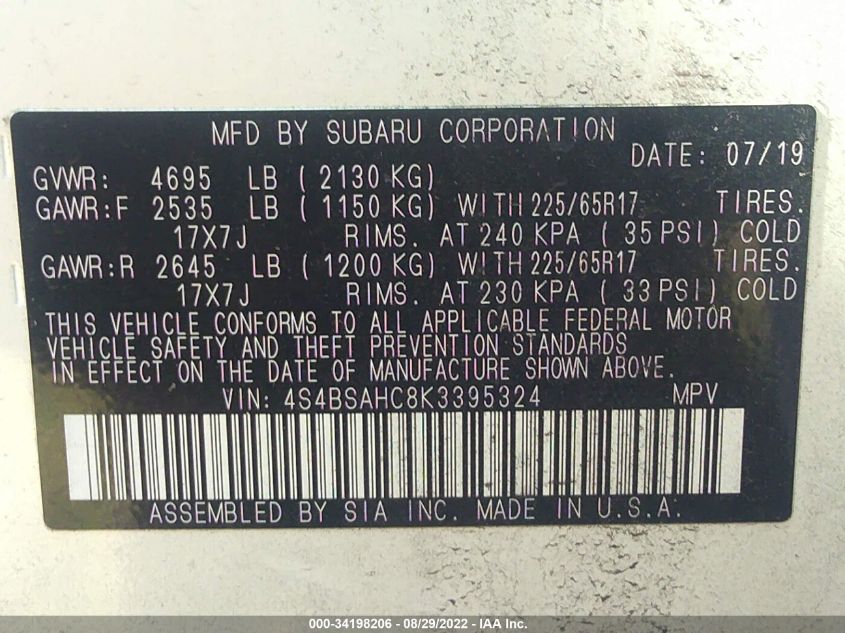 MFD BY SUBARU CORPORATION
DATE: 07/19
GVWR: 4695 LB ( 2130 KG)
GAWR:F 2535 LB ( 1150 KG) WITH 225/65R17 TIRES.
17X7J RIMS. AT 240 KPA ( 35 PSI) COLD
GAWR:R 2645 LB ( 1200 KG) WITH 225/65R17 TIRES.
17X7J RIMS. AT 230 KPA ( 33 PSI) COLD
THIS VEHICLE CONFORMS TO ALL APPLICABLE FEDERAL MOTOR
VEHICLE SAFETY AND THEFT PREVENTION STANDARDS
IN EFFECT ON THE DATE OF MANUFACTURE SHOWN ABOVE.
VIN: 4S4BSAHC8K3395324 MPV
ASSEMBLED BY SIA INC. MADE IN U.S.A.
000-34198206 - 08/29/2022 - IAA Inc.